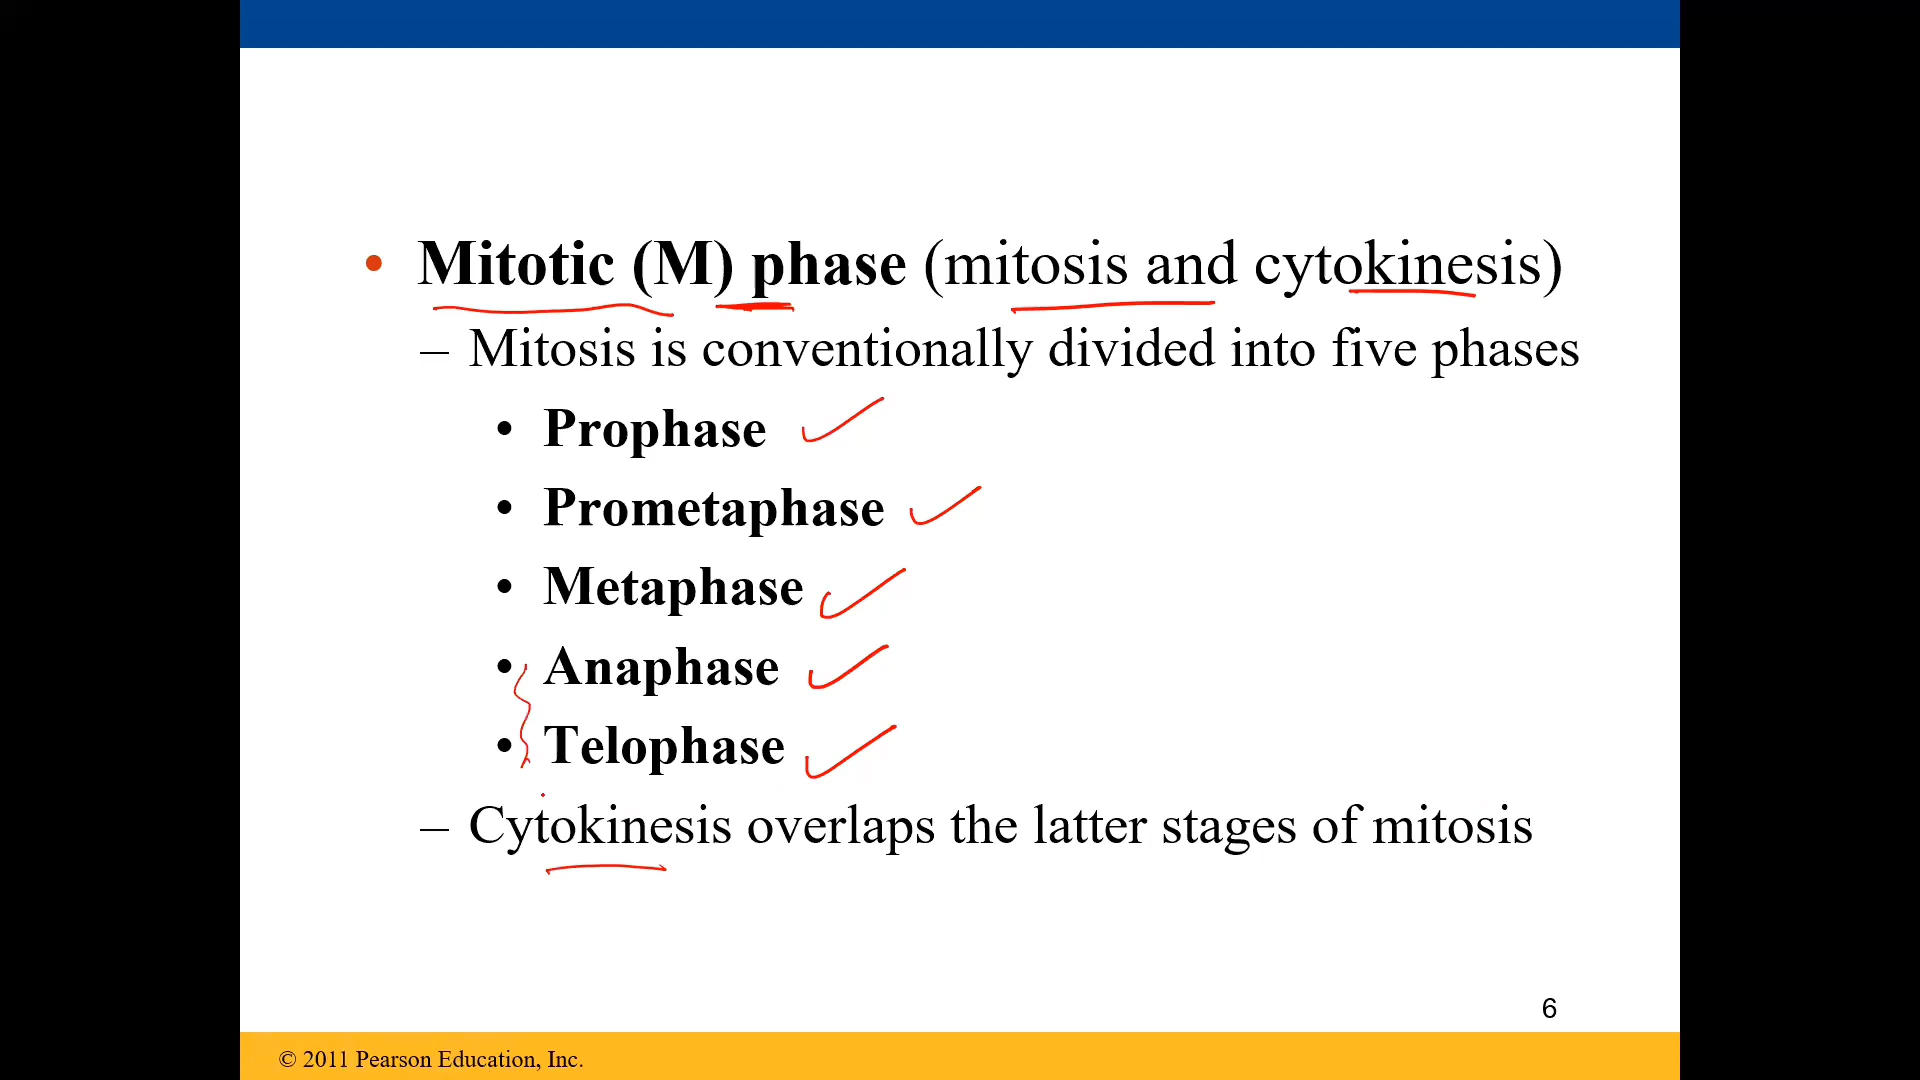 • Mitotic (M) phase (mitosis and cytokinesis)
– Mitosis is conventionally divided into five phases
• Prophase
• Prometaphase
• Metaphase
• Anaphase
• Telophase
– Cytokinesis overlaps the latter stages of mitosis
6
© 2011 Pearson Education, Inc.